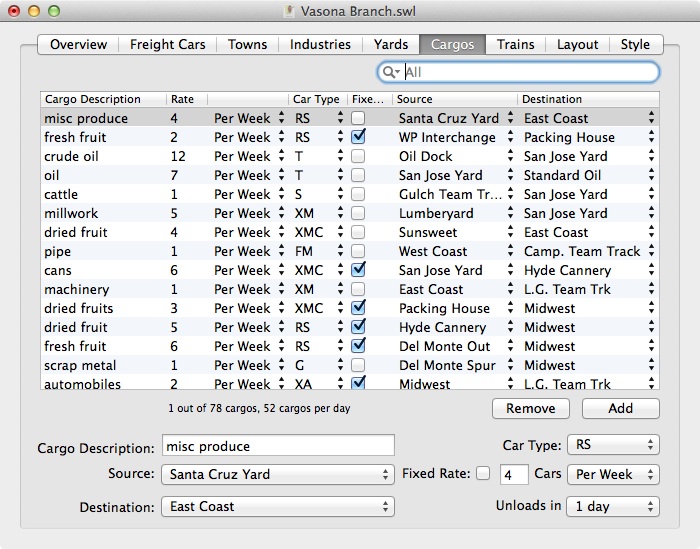 Vasona Branch.swl
Overview Freight Cars Towns Industries Yards Cargos Trains Layout Style
All
Cargo Description Rate Car Type Fixe... Source Destination
misc produce 4 Per Week RS Santa Cruz Yard East Coast
fresh fruit 2 Per Week RS WP Interchange Packing House
crude oil 12 Per Week T Oil Dock San Jose Yard
oil 7 Per Week T San Jose Yard Standard Oil
cattle 1 Per Week S Gulch Team Tr... San Jose Yard
millwork 5 Per Week XM Lumberyard San Jose Yard
dried fruit 4 Per Week XMC Sunsweet East Coast
pipe 1 Per Week FM West Coast Camp. Team Track
cans 6 Per Week XMC San Jose Yard Hyde Cannery
machinery 1 Per Week XM East Coast L.G. Team Trk
dried fruits 3 Per Week XMC Packing House Midwest
dried fruit 5 Per Week RS Hyde Cannery Midwest
fresh fruit 6 Per Week RS Del Monte Out Midwest
scrap metal 1 Per Week G Del Monte Spur Midwest
automobiles 2 Per Week XA Midwest L.G. Team Trk
1 out of 78 cargos, 52 cargos per day
Remove Add
Cargo Description: misc produce Car Type: RS
Source: Santa Cruz Yard Fixed Rate: 4 Cars Per Week
Destination: East Coast Unloads in 1 day